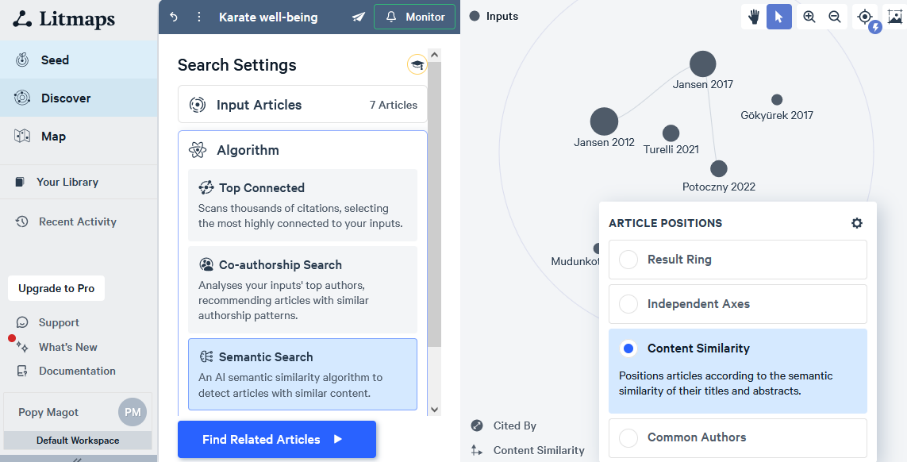 Litmaps
Seed
Discover
Map
Your Library
Recent Activity
Upgrade to Pro
Support
What's New
Documentation
Popy Magot
PM
Default Workspace
Karate well-being
Monitor
Search Settings
Input Articles
7 Articles
Algorithm
Top Connected
Scans thousands of citations, selecting
the most highly connected to your inputs.
Co-authorship Search
Analyses your inputs' top authors,
recommending articles with similar
authorship patterns.
Semantic Search
An AI semantic similarity algorithm to
detect articles with similar content.
Find Related Articles
Inputs
Jansen 2017
Gökyürek 2017
Jansen 2012
Turelli 2021
Potoczny 2022
ARTICLE POSITIONS
Result Ring
Independent Axes
Content Similarity
Positions articles according to the semantic
similarity of their titles and abstracts.
Common Authors
Cited By
Content Similarity